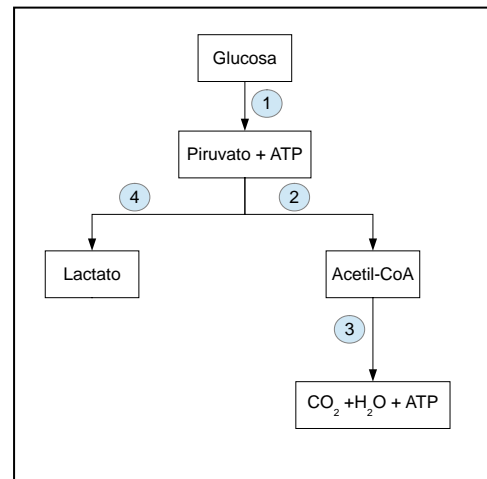 Glucosa
1
Piruvato + ATP
4
2
Lactato
Acetil-CoA
3
CO₂ +H₂O + ATP